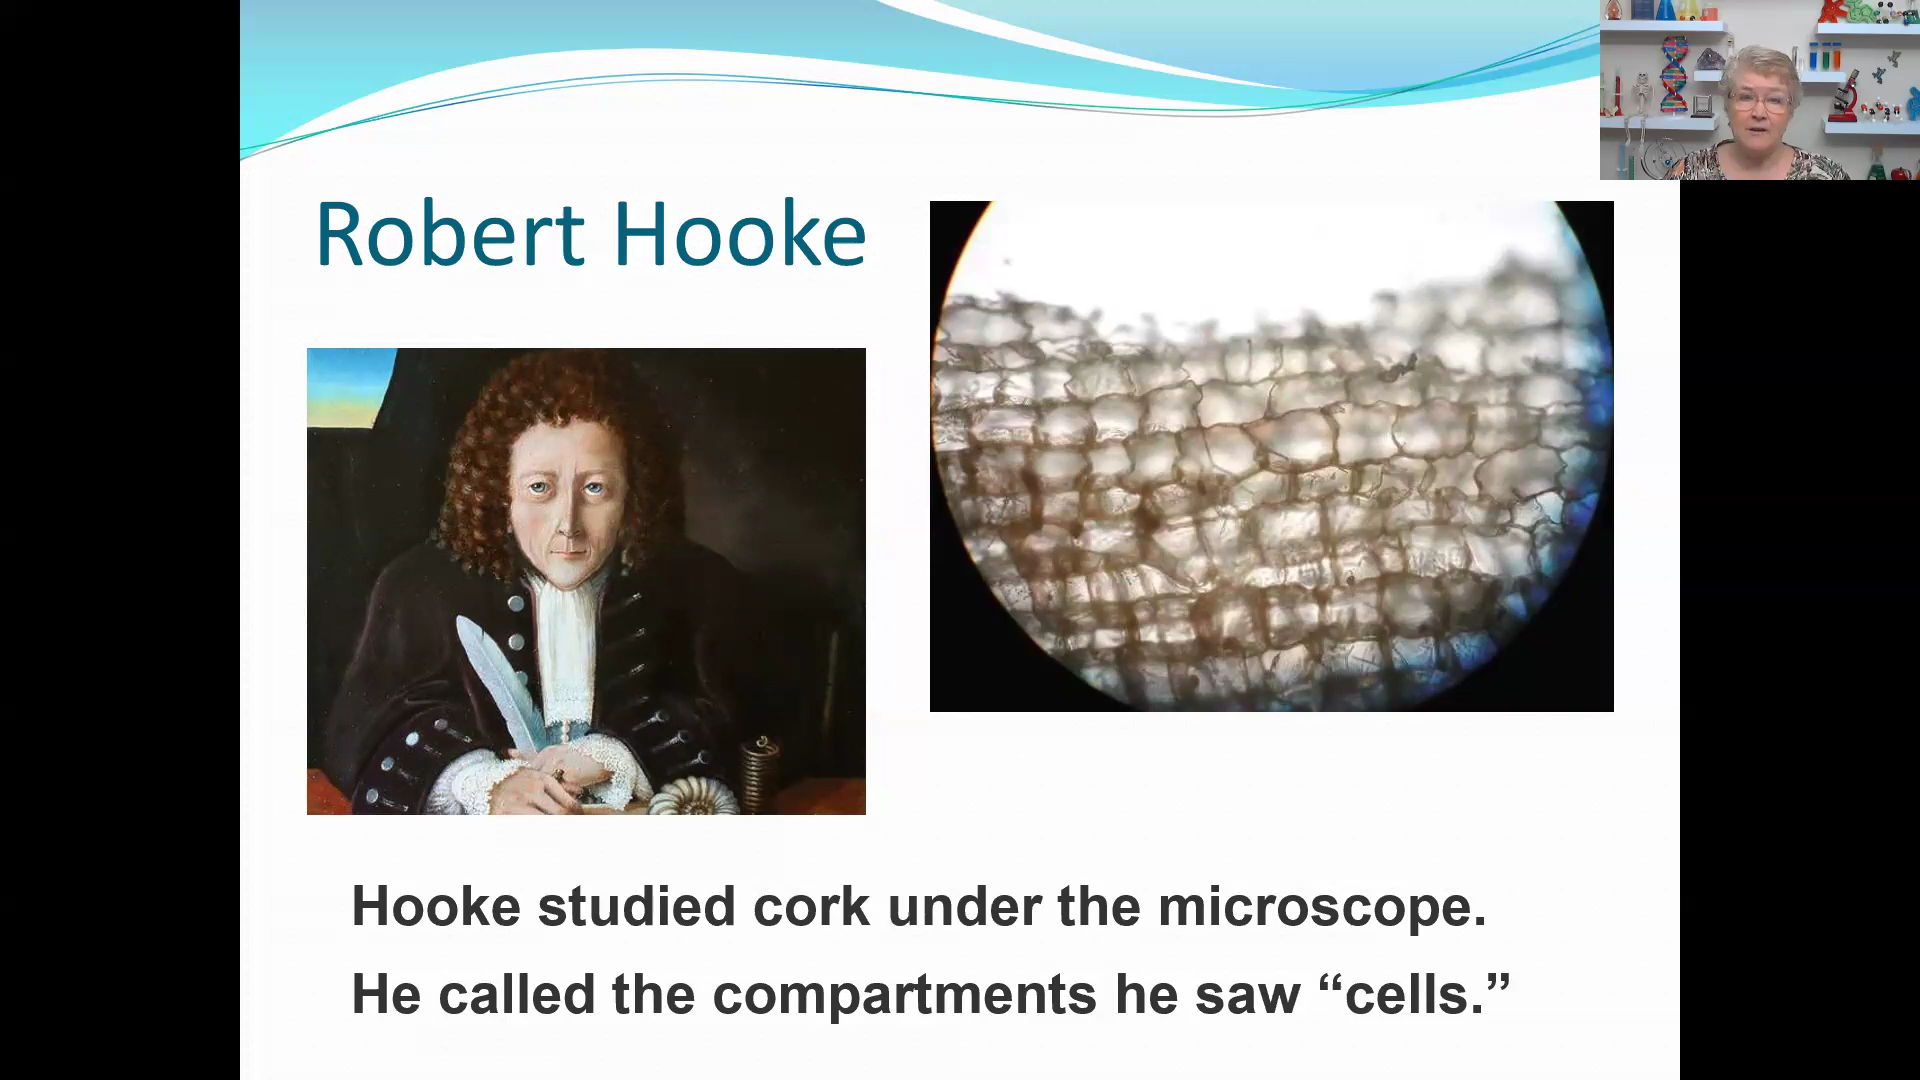 Robert Hooke
Hooke studied cork under the microscope.
He called the compartments he saw “cells.”